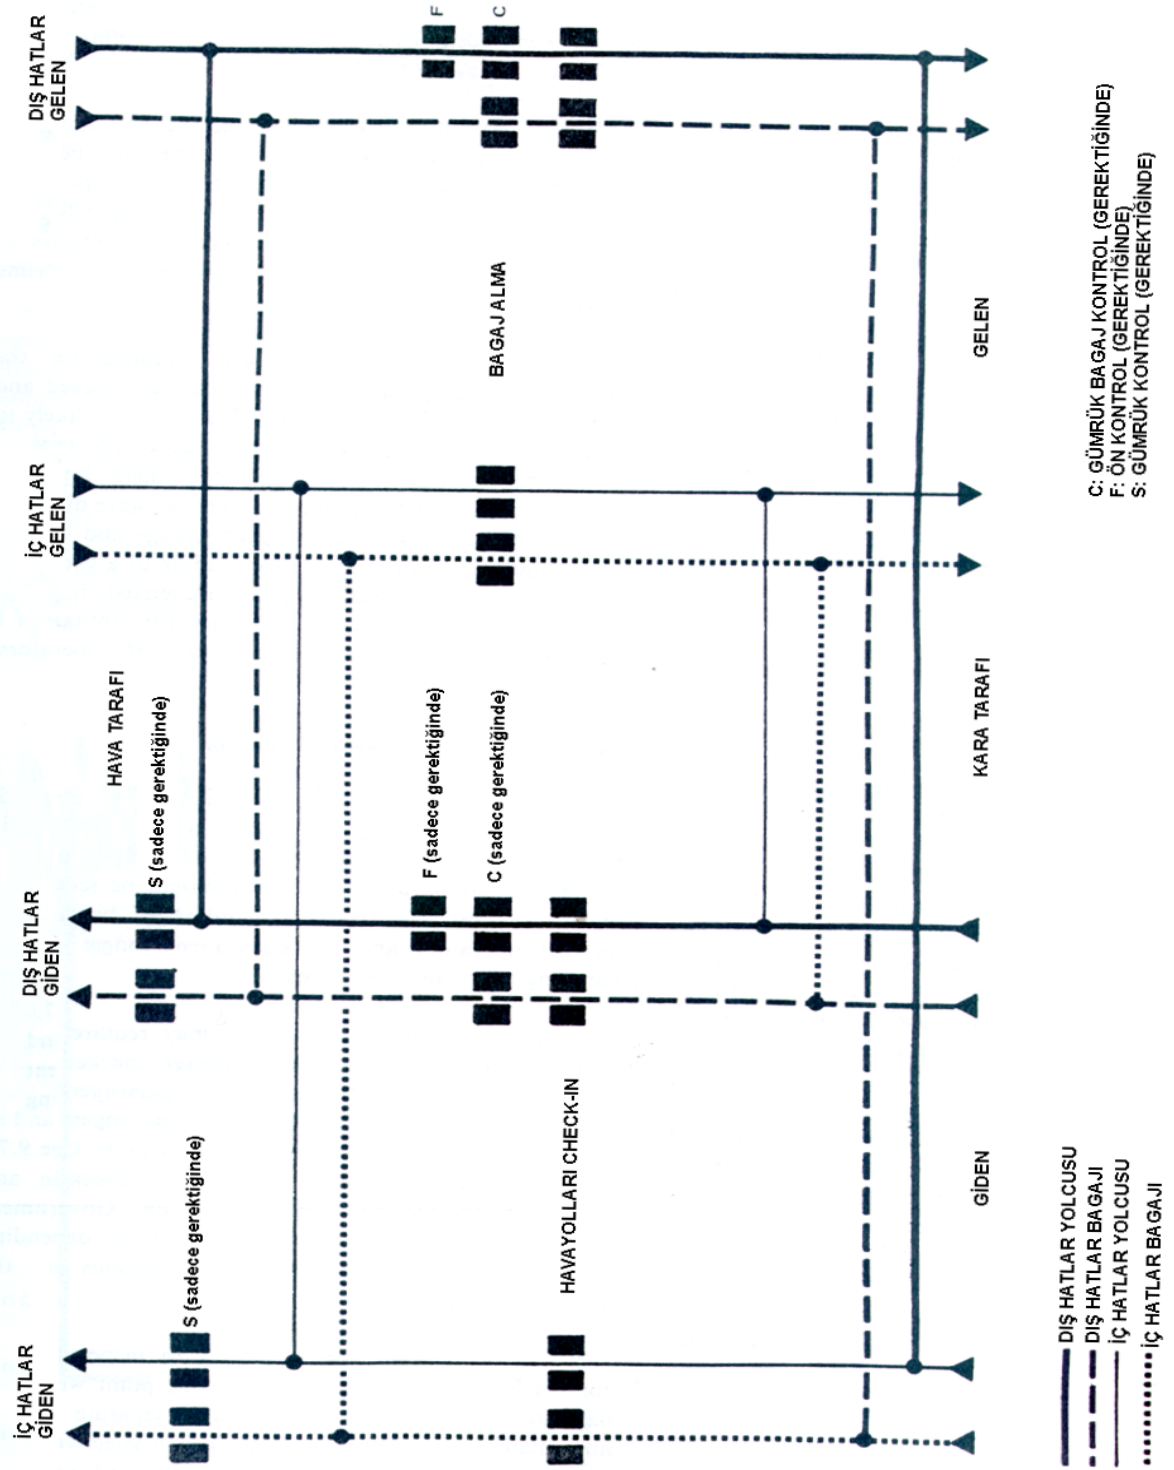 İÇ HATLAR
GİDEN
DIŞ HATLAR
GİDEN
İÇ HATLAR
GELEN
DIŞ HATLAR
GELEN
HAVA TARAFI
S (sadece gerektiğinde)
S (sadece gerektiğinde)
F (sadece gerektiğinde)
C (sadece gerektiğinde)
F
C
HAVAYOLLARI CHECK-IN
BAGAJ ALMA
GİDEN
KARA TARAFI
GELEN
DIŞ HATLAR YOLCUSU
DIŞ HATLAR BAGAJI
İÇ HATLAR YOLCUSU
İÇ HATLAR BAGAJI
C: GÜMRÜK BAGAJ KONTROL (GEREKTİĞİNDE)
F: ÖN KONTROL (GEREKTİĞİNDE)
S: GÜMRÜK KONTROL (GEREKTİĞİNDE)